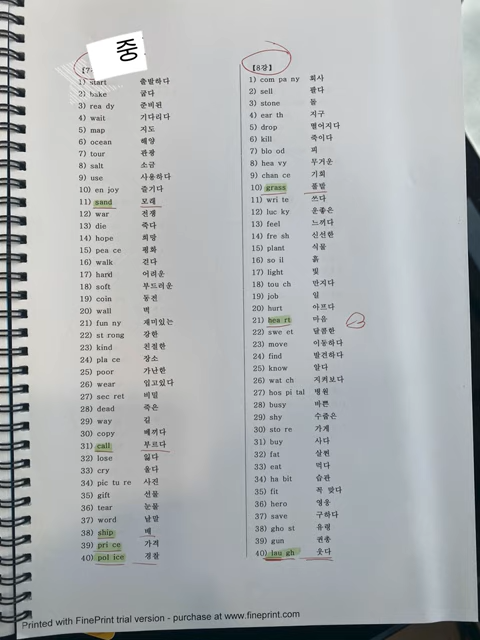 중
【7
1) start 출발하다
2) bake 굽다
3) rea dy 준비된
4) wait 기다리다
5) map 지도
6) ocean 해양
7) tour 관광
8) salt 소금
9) use 사용하다
10) en joy 즐기다
11) sand 모래
12) war 전쟁
13) die 죽다
14) hope 희망
15) pea ce 평화
16) walk 걷다
17) hard 어려운
18) soft 부드러운
19) coin 동전
20) wall 벽
21) fun ny 재미있는
22) st rong 강한
23) kind 친절한
24) pla ce 장소
25) poor 가난한
26) wear 입고있다
27) sec ret 비밀
28) dead 죽은
29) way 길
30) copy 베끼다
31) call 부르다
32) lose 잃다
33) cry 울다
34) pic tu re 사진
35) gift 선물
36) tear 눈물
37) word 낱말
38) ship 배
39) pri ce 가격
40) pol ice 경찰
【8강】
1) com pa ny 회사
2) sell 팔다
3) stone 돌
4) ear th 지구
5) drop 떨어지다
6) kill 죽이다
7) blo od 피
8) hea vy 무거운
9) chan ce 기회
10) grass 풀밭
11) wri te 쓰다
12) luc ky 운좋은
13) feel 느끼다
14) fre sh 신선한
15) plant 식물
16) so il 흙
17) light 빛
18) tou ch 만지다
19) job 일
20) hurt 아프다
21) hea rt 마음
22) swe et 달콤한
23) move 이동하다
24) find 발견하다
25) know 알다
26) wat ch 지켜보다
27) hos pi tal 병원
28) busy 바쁜
29) shy 수줍은
30) sto re 가게
31) buy 사다
32) fat 살찐
33) eat 먹다
34) ha bit 습관
35) fit 꼭 맞다
36) hero 영웅
37) save 구하다
38) gho st 유령
39) gun 권총
40) lau gh 웃다
Printed with FinePrint trial version - purchase at www.fineprint.com